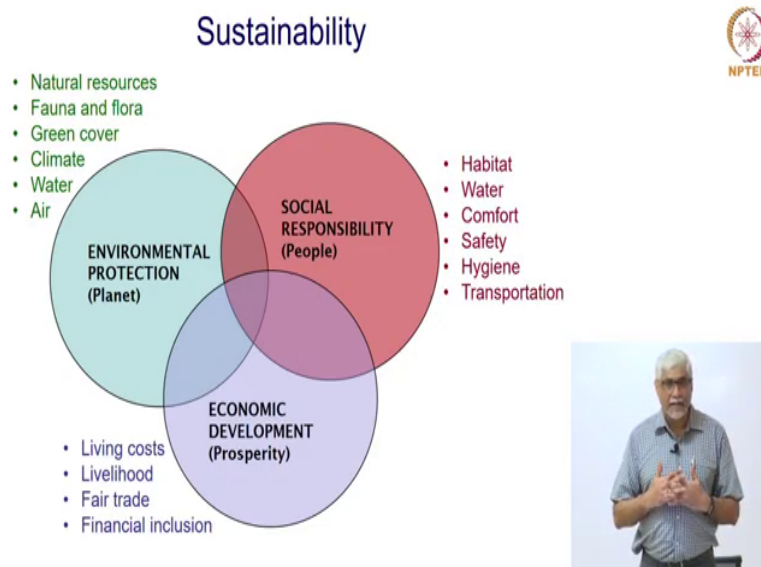 Sustainability
NPTEL
• Natural resources
• Fauna and flora
• Green cover
• Climate
• Water
• Air
SOCIAL
RESPONSIBILITY
(People)
• Habitat
• Water
• Comfort
• Safety
• Hygiene
• Transportation
ENVIRONMENTAL
PROTECTION
(Planet)
ECONOMIC
DEVELOPMENT
(Prosperity)
• Living costs
• Livelihood
• Fair trade
• Financial inclusion